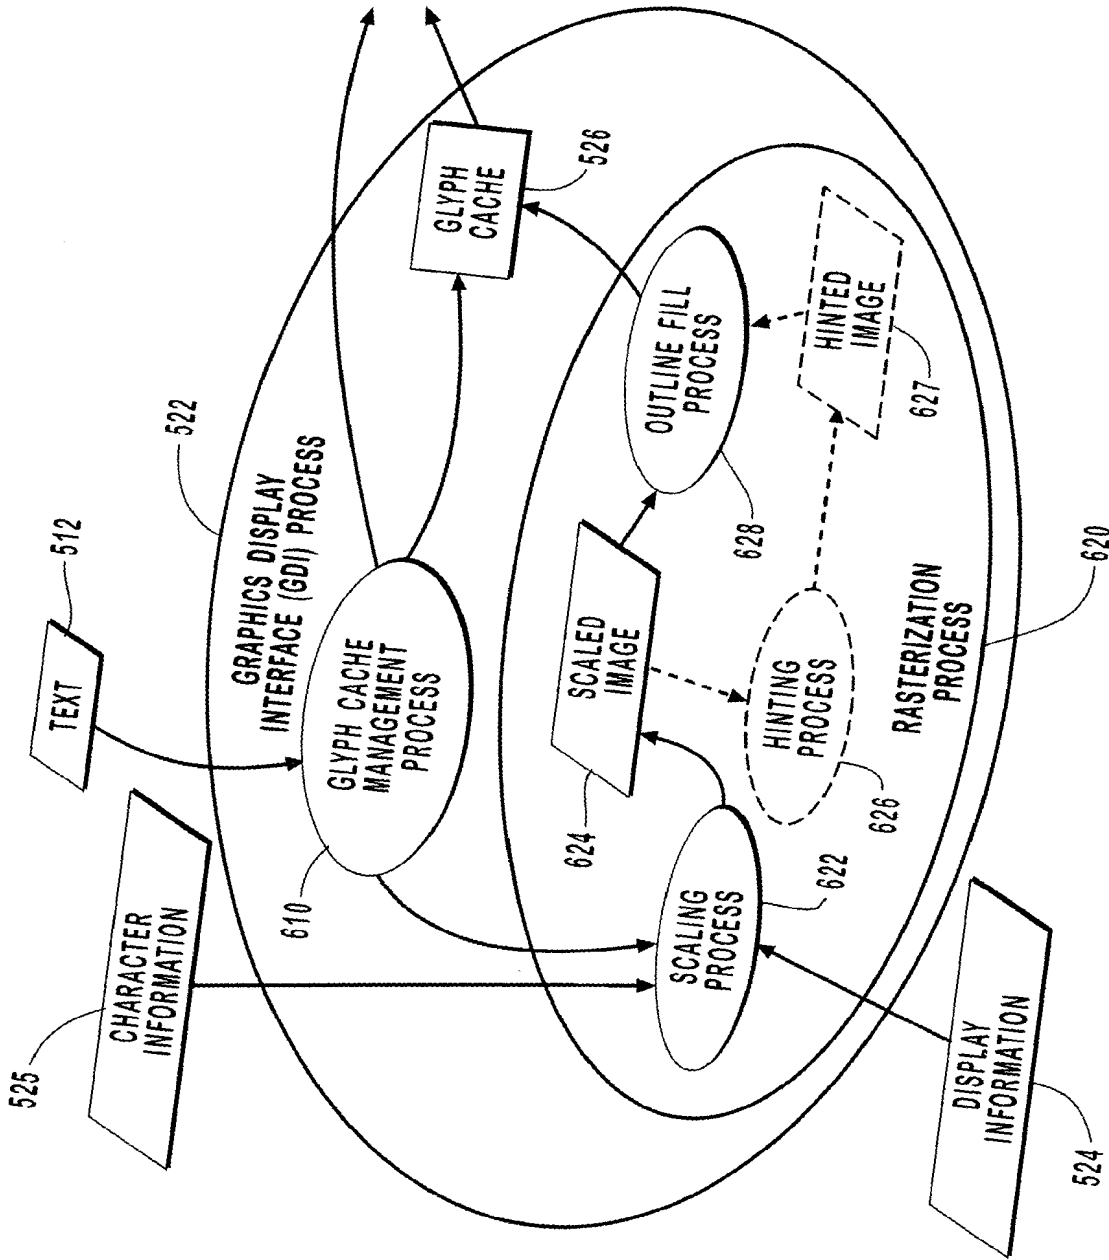 TEXT
512
CHARACTER
INFORMATION
525
522
GRAPHICS DISPLAY
INTERFACE (GDI) PROCESS
GLYPH CACHE
MANAGEMENT
PROCESS
610
GLYPH
CACHE
526
SCALED
IMAGE
624
OUTLINE FILL
PROCESS
628
SCALING
PROCESS
622
HINTING
PROCESS
626
HINTED
IMAGE
627
RASTERIZATION
PROCESS
620
DISPLAY
INFORMATION
524